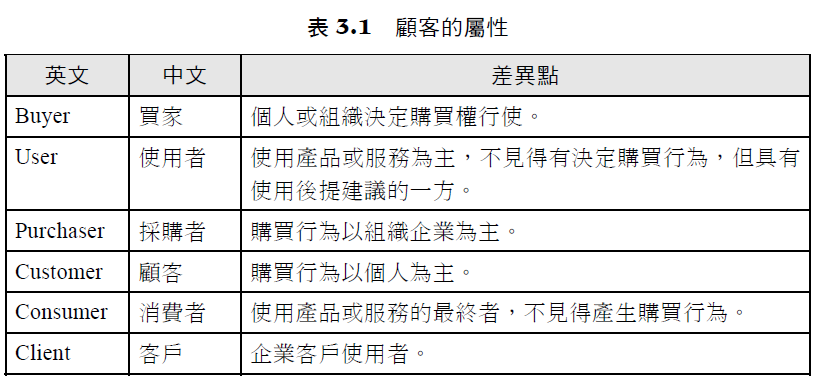 表 3.1 顧客的屬性
英文 中文 差異點
Buyer 買家 個人或組織決定購買權行使。
User 使用者 使用產品或服務為主，不見得有決定購買行為，但具有
使用後提建議的一方。
Purchaser 採購者 購買行為以組織企業為主。
Customer 顧客 購買行為以個人為主。
Consumer 消費者 使用產品或服務的最終者，不見得產生購買行為。
Client 客戶 企業客戶使用者。